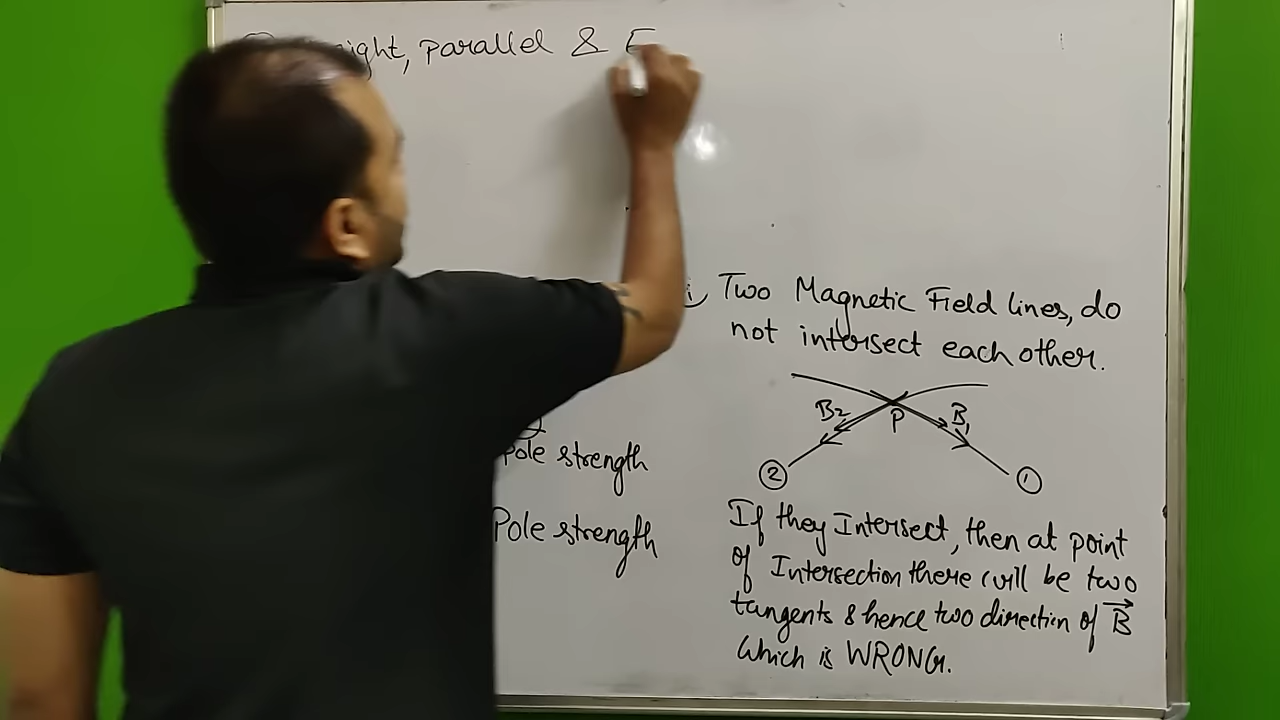 parallel & E
Pole strength
Pole strength
Two Magnetic Field lines, do
not intersect each other.
B2 P B1
2 1
If they Intersect, then at point
of Intersection there will be two
tangents & hence two direction of B
which is WRONG.